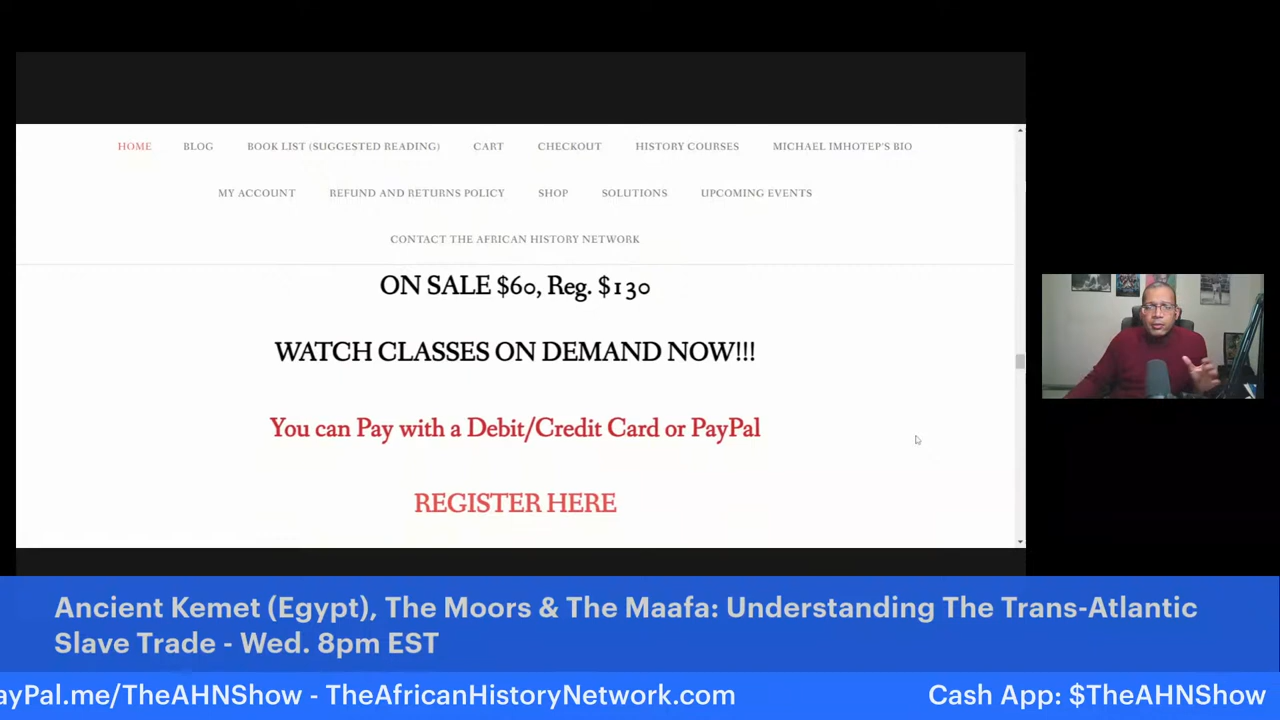 HOME BLOG BOOK LIST (SUGGESTED READING) CART CHECKOUT HISTORY COURSES MICHAEL IMHOTEP'S BIO
MY ACCOUNT REFUND AND RETURNS POLICY SHOP SOLUTIONS UPCOMING EVENTS
CONTACT THE AFRICAN HISTORY NETWORK
ON SALE $60, Reg. $130
WATCH CLASSES ON DEMAND NOW!!!
You can Pay with a Debit/Credit Card or PayPal
REGISTER HERE
Ancient Kemet (Egypt), The Moors & The Maafa: Understanding The Trans-Atlantic
Slave Trade - Wed. 8pm EST
ayPal.me/TheAHNShow - TheAfricanHistoryNetwork.com Cash App: $TheAHNShow